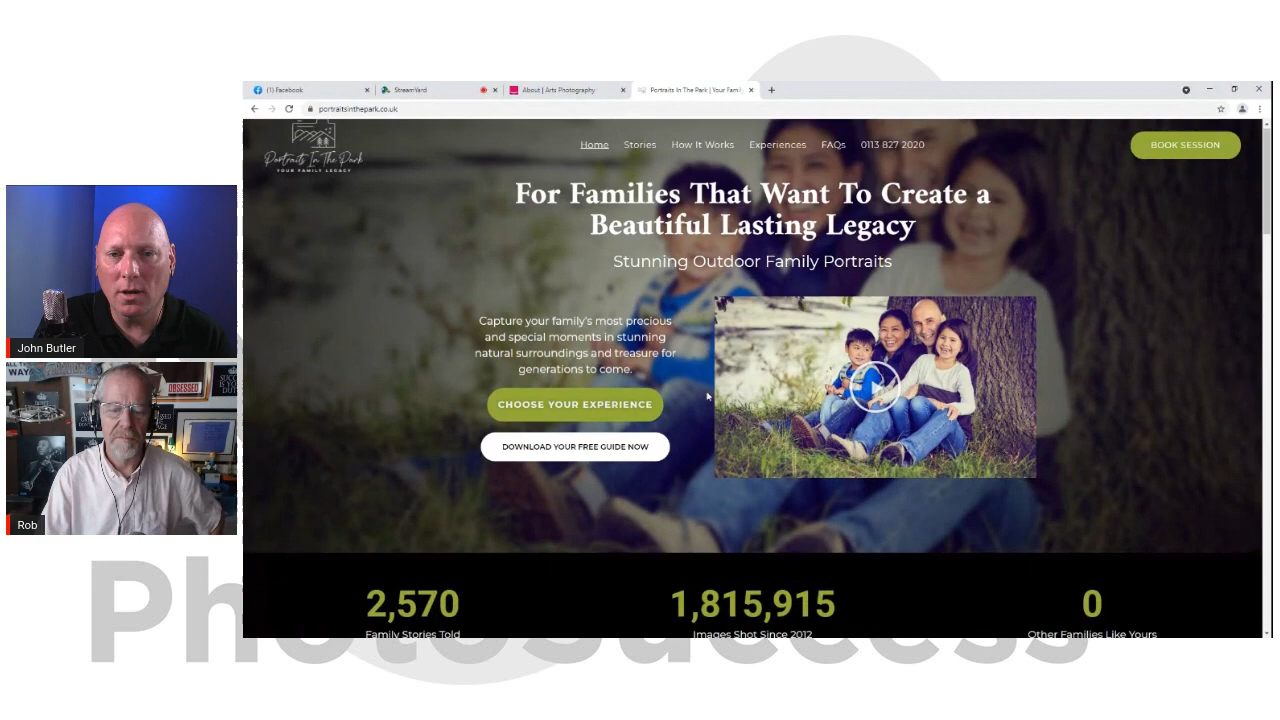 (1) Facebook
StreamYard
About | Arts Photography
Portraits In The Park | Your Famil
portraitsinthepark.co.uk
Portraits In The Park
YOUR FAMILY LEGACY
Home
Stories
How It Works
Experiences
FAQs
0113 827 2020
BOOK SESSION
For Families That Want To Create a
Beautiful Lasting Legacy
Stunning Outdoor Family Portraits
Capture your family's most precious
and special moments in stunning
natural surroundings and treasure for
generations to come.
CHOOSE YOUR EXPERIENCE
DOWNLOAD YOUR FREE GUIDE NOW
2,570
Family Stories Told
1,815,915
Images Shot Since 2012
0
Other Families Like Yours
John Butler
WAY
OBSESSED
Rob
PhotoSuccess